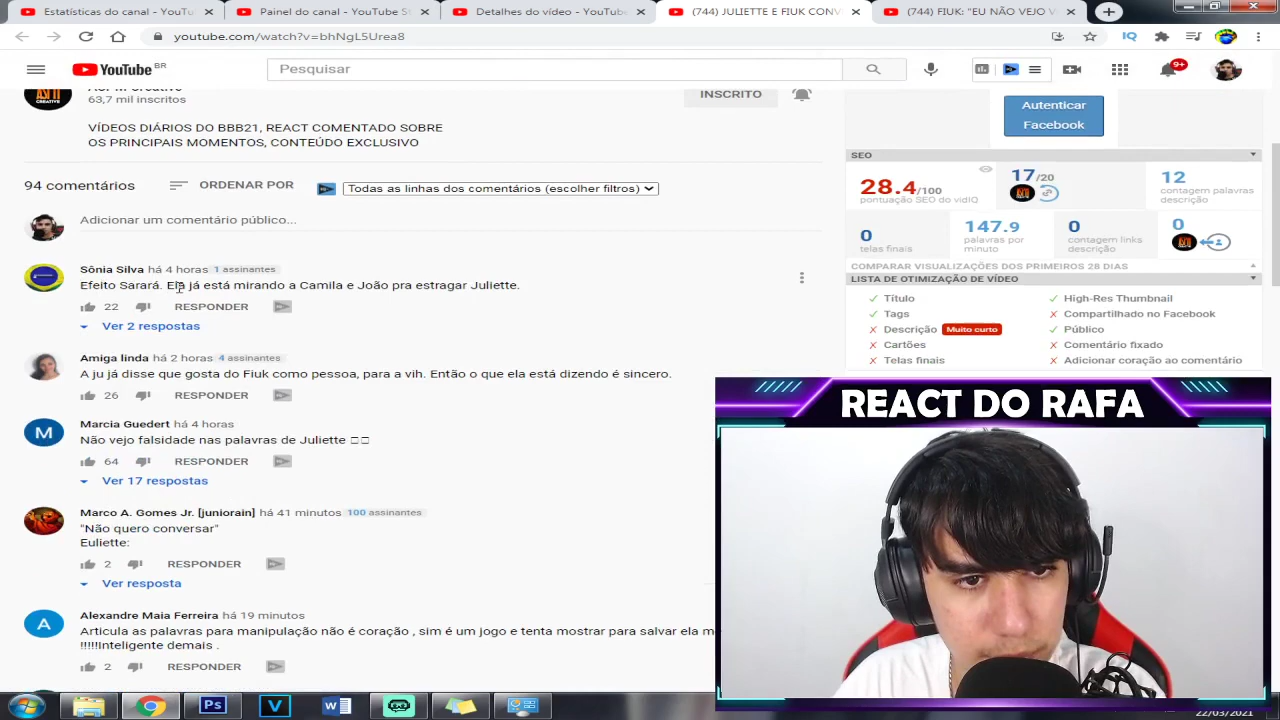 Estatísticas do canal - YouTu
Painel do canal - YouTube S
Destaques do canal - YouTub
(744) JULIETTE E FIUK CONV
(744) FIUK: "EU NÃO VEJO V
youtube.com/watch?v=bhNgL5Urea8
IQ
YouTube BR
Pesquisar
9+
CREATIVE
63,7 mil inscritos
INSCRITO
VÍDEOS DIÁRIOS DO BBB21, REACT COMENTADO SOBRE
OS PRINCIPAIS MOMENTOS, CONTEÚDO EXCLUSIVO
94 comentários
ORDENAR POR
Todas as linhas dos comentários (escolher filtros)
Adicionar um comentário público...
Sônia Silva há 4 horas 1 assinantes
Efeito Sarard já está mirando a Camilla e João pra estragar Juliette.
22 RESPONDER
Ver 2 respostas
Amiga linda há 2 horas 4 assinantes
A ju já disse que gosta do Fiuk como pessoa, para a vih. Então o que ela está dizendo é sincero.
26 RESPONDER
M
Marcia Guedert há 4 horas
Não vejo falsidade nas palavras de Juliette
64 RESPONDER
Ver 17 respostas
Marco A. Gomes Jr. [juniorain] há 41 minutos 100 assinantes
"Não quero conversar"
Euliette:
2 RESPONDER
Ver resposta
A
Alexandre Maia Ferreira há 19 minutos
Articula as palavras para manipulação não é coração , sim é um jogo e tenta mostrar para salvar ela m
!!!!!inteligente demais .
2 RESPONDER
Autenticar
Facebook
SEO
28.4/100
pontuação SEO do vidIQ
17/20
12
contagem palavras
descrição
0
telas finais
147.9
palavras por
minuto
0
contagem links
descrição
0
COMPARAR VISUALIZAÇÕES DOS PRIMEIROS 28 DIAS
LISTA DE OTIMIZAÇÃO DE VÍDEO
Título
High-Res Thumbnail
Tags
Compartilhado no Facebook
Descrição Muito curto
Público
Cartões
Comentário fixado
Telas finais
Adicionar coração ao comentário
REACT DO RAFA
Ps
V
W
22/03/2021